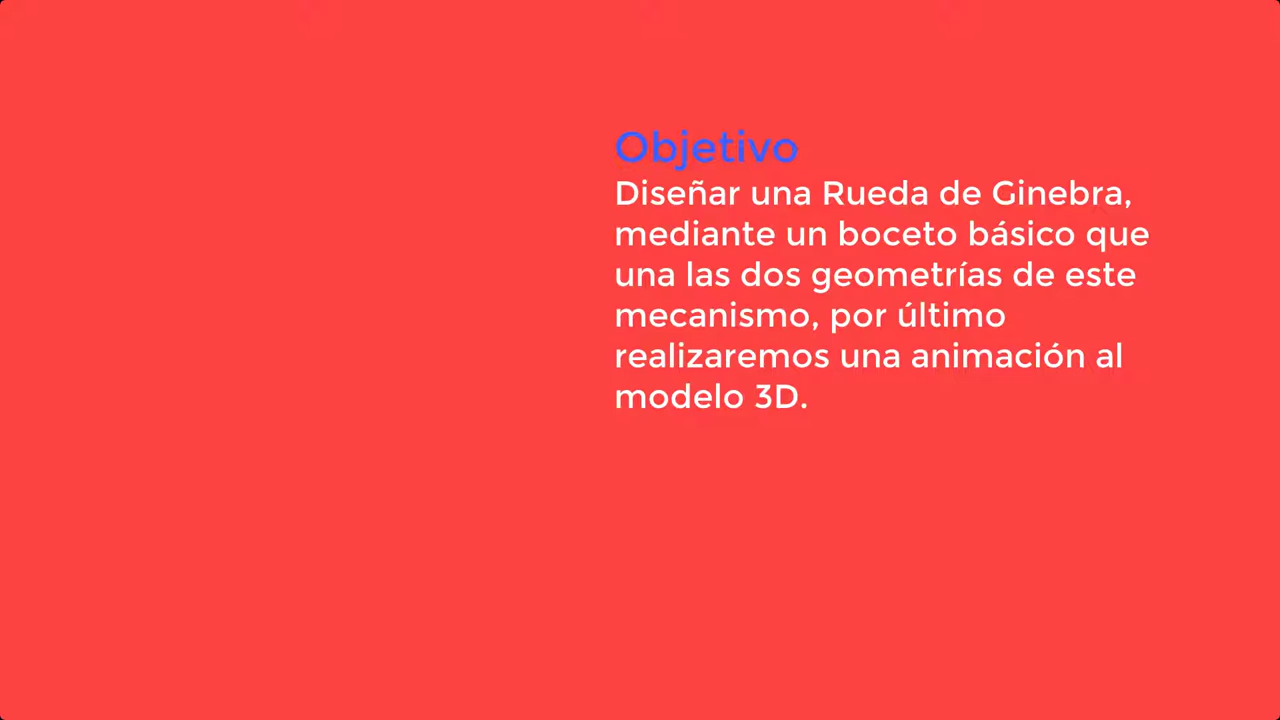 Objetivo
Diseñar una Rueda de Ginebra,
mediante un boceto básico que
una las dos geometrías de este
mecanismo, por último
realizaremos una animación al
modelo 3D.